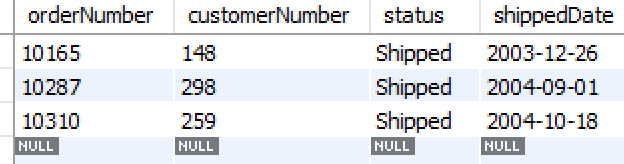 orderNumber customerNumber status shippedDate
10165 148 Shipped 2003-12-26
10287 298 Shipped 2004-09-01
10310 259 Shipped 2004-10-18
NULL NULL NULL NULL